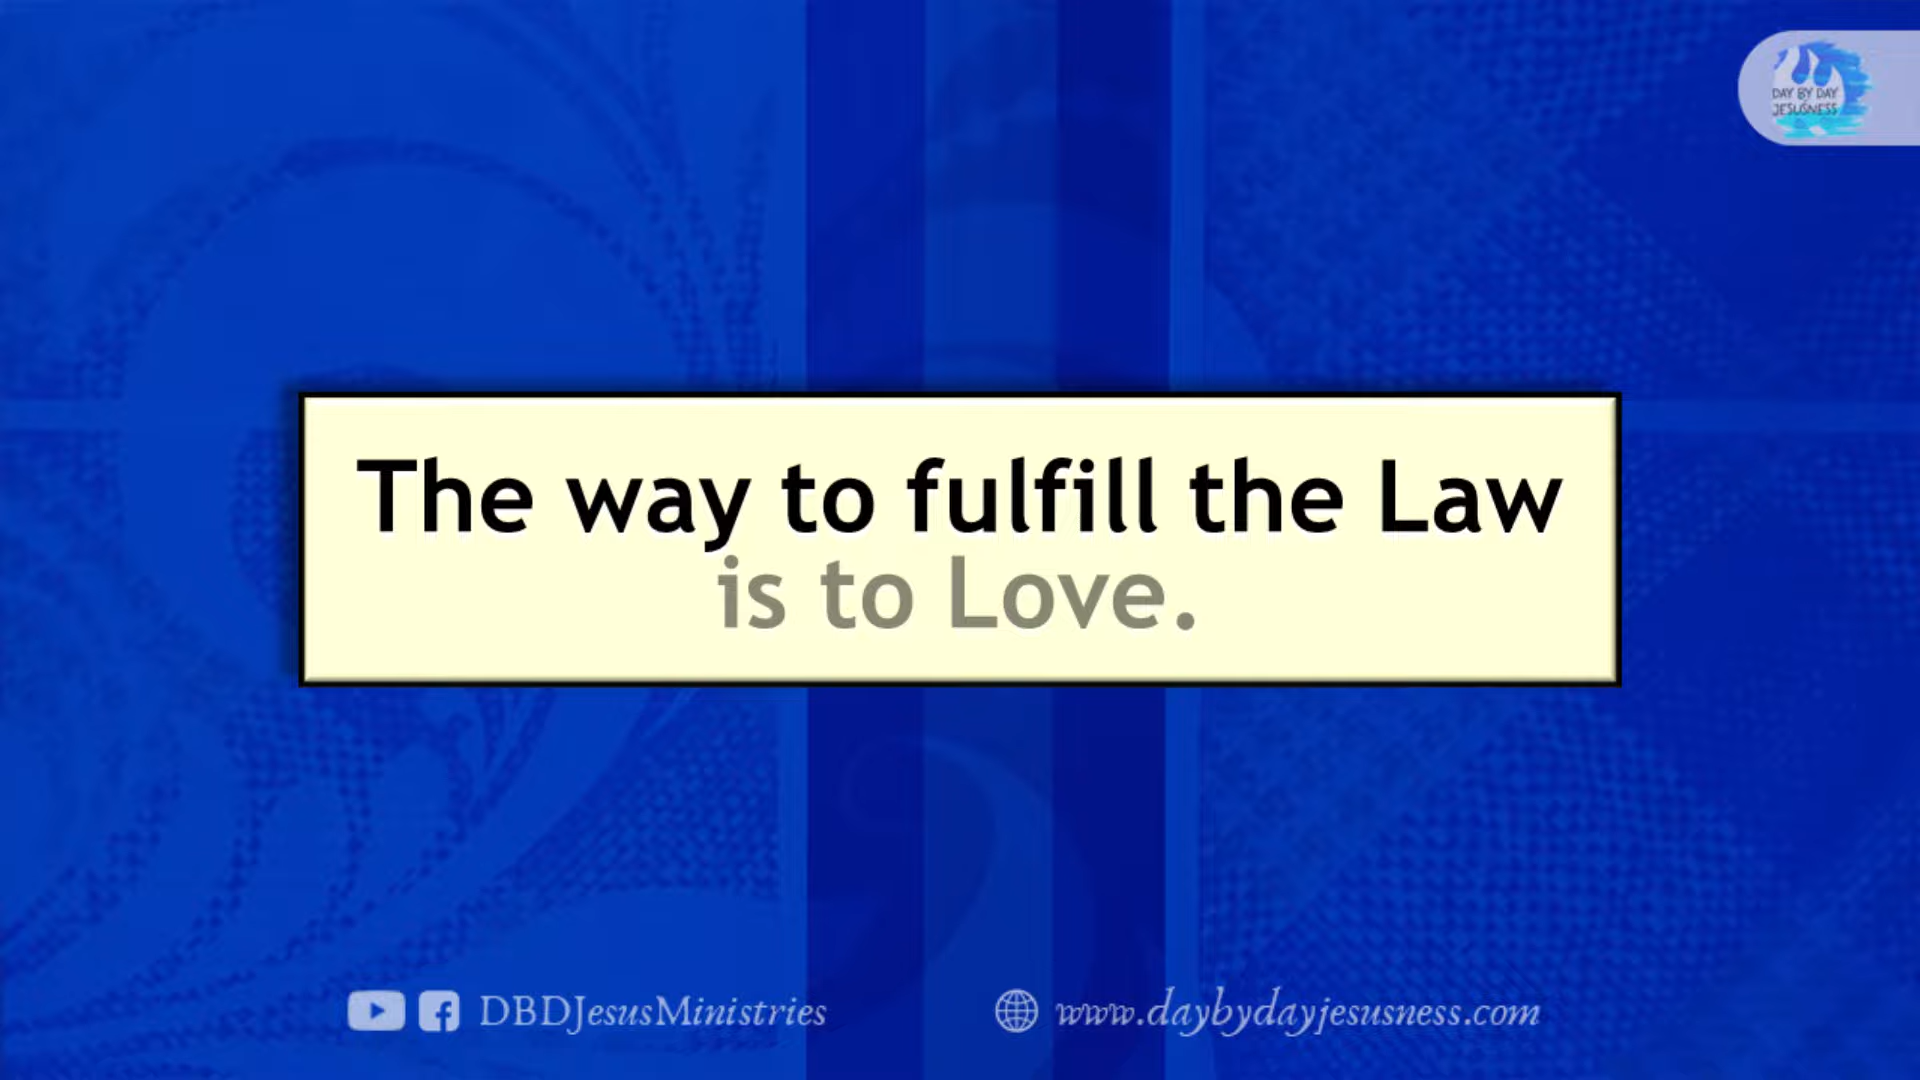 DAY BY DAY
JESUSNESS
The way to fulfill the Law
is to Love.
DBDJesusMinistries
www.daybydayjesusness.com